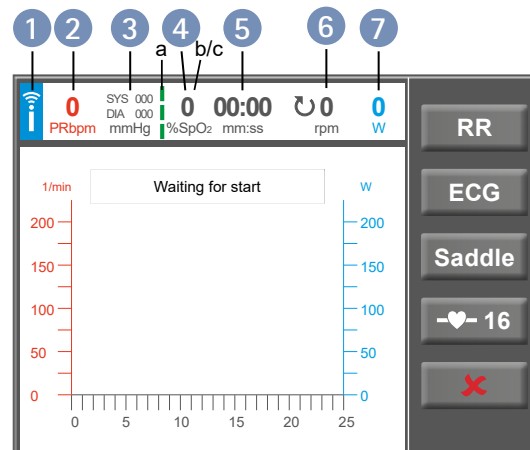 1 2 3 4 5 6 7
a b/c
0 SYS 000 0 00:00 0 0
DIA 000
PRbpm mmHg %SpO₂ mm:ss rpm W
RR
1/min Waiting for start W
ECG
200 200
Saddle
150 150
100 100
16
50 50
0 0
0 5 10 15 20 25